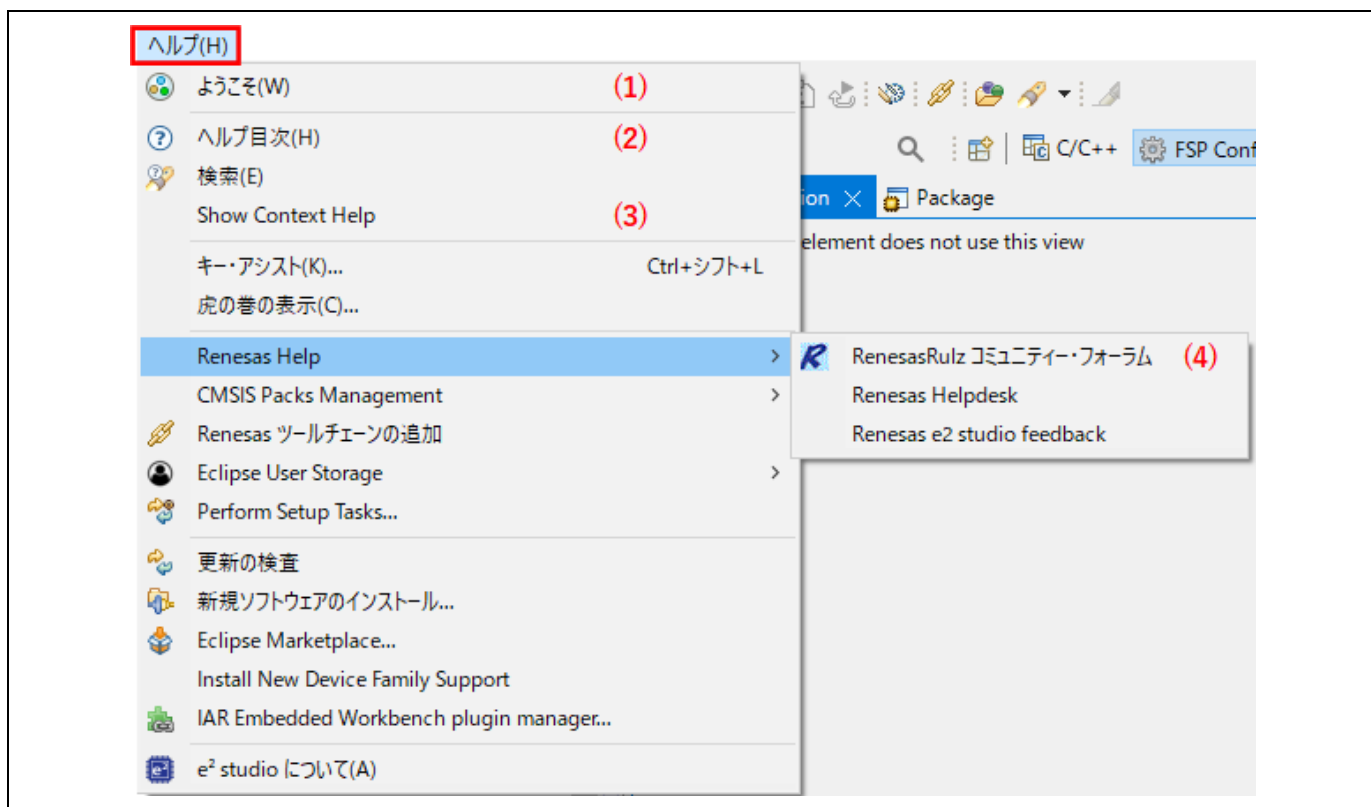 ヘルプ(H)
ようこそ(W) (1)
ヘルプ目次(H) (2)
検索(E)
Show Context Help (3)
キー・アシスト(K)... Ctrl+シフト+L
虎の巻の表示(C)...
Renesas Help
CMSIS Packs Management
Renesas ツールチェーンの追加
Eclipse User Storage
Perform Setup Tasks...
更新の検査
新規ソフトウェアのインストール...
Eclipse Marketplace...
Install New Device Family Support
IAR Embedded Workbench plugin manager...
e² studio について(A)
C/C++ FSP Conf
ion Package
element does not use this view
RenesasRulz コミュニティー・フォーラム (4)
Renesas Helpdesk
Renesas e2 studio feedback